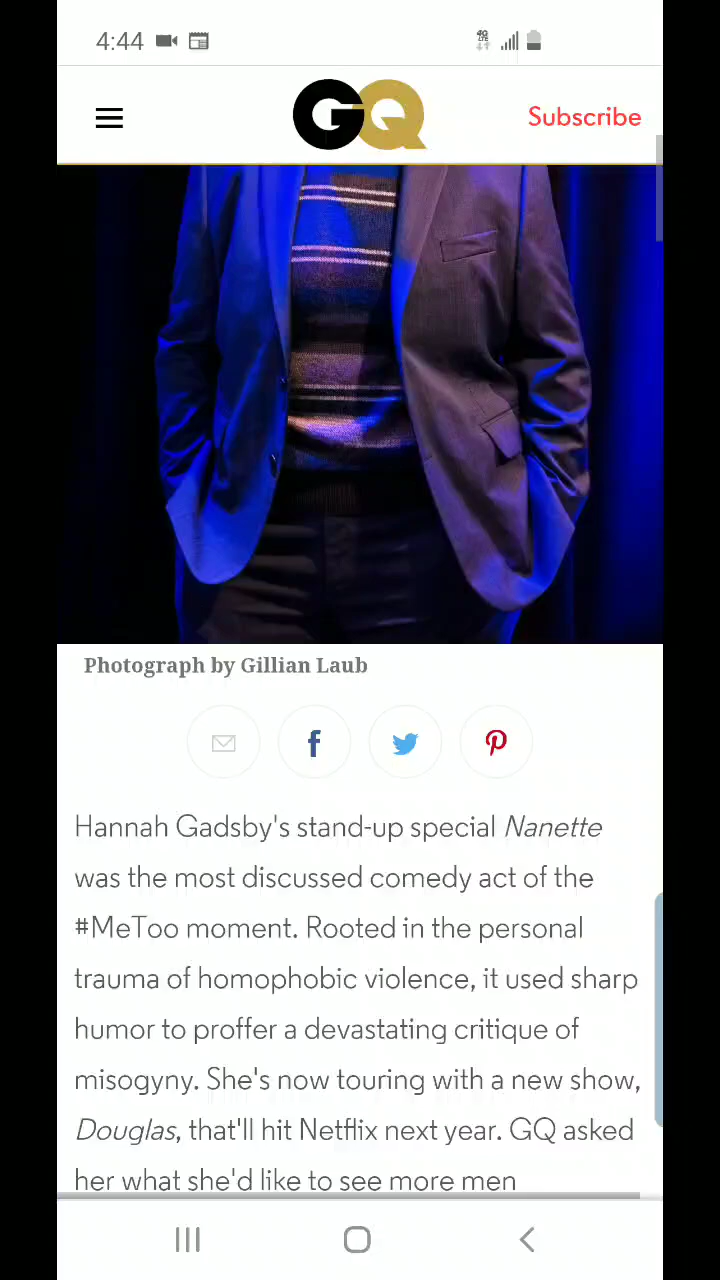 4:44
4G LTE
GQ
Subscribe
Photograph by Gillian Laub
Hannah Gadsby's stand-up special Nanette
was the most discussed comedy act of the
#MeToo moment. Rooted in the personal
trauma of homophobic violence, it used sharp
humor to proffer a devastating critique of
misogyny. She's now touring with a new show,
Douglas, that'll hit Netflix next year. GQ asked
her what she'd like to see more men